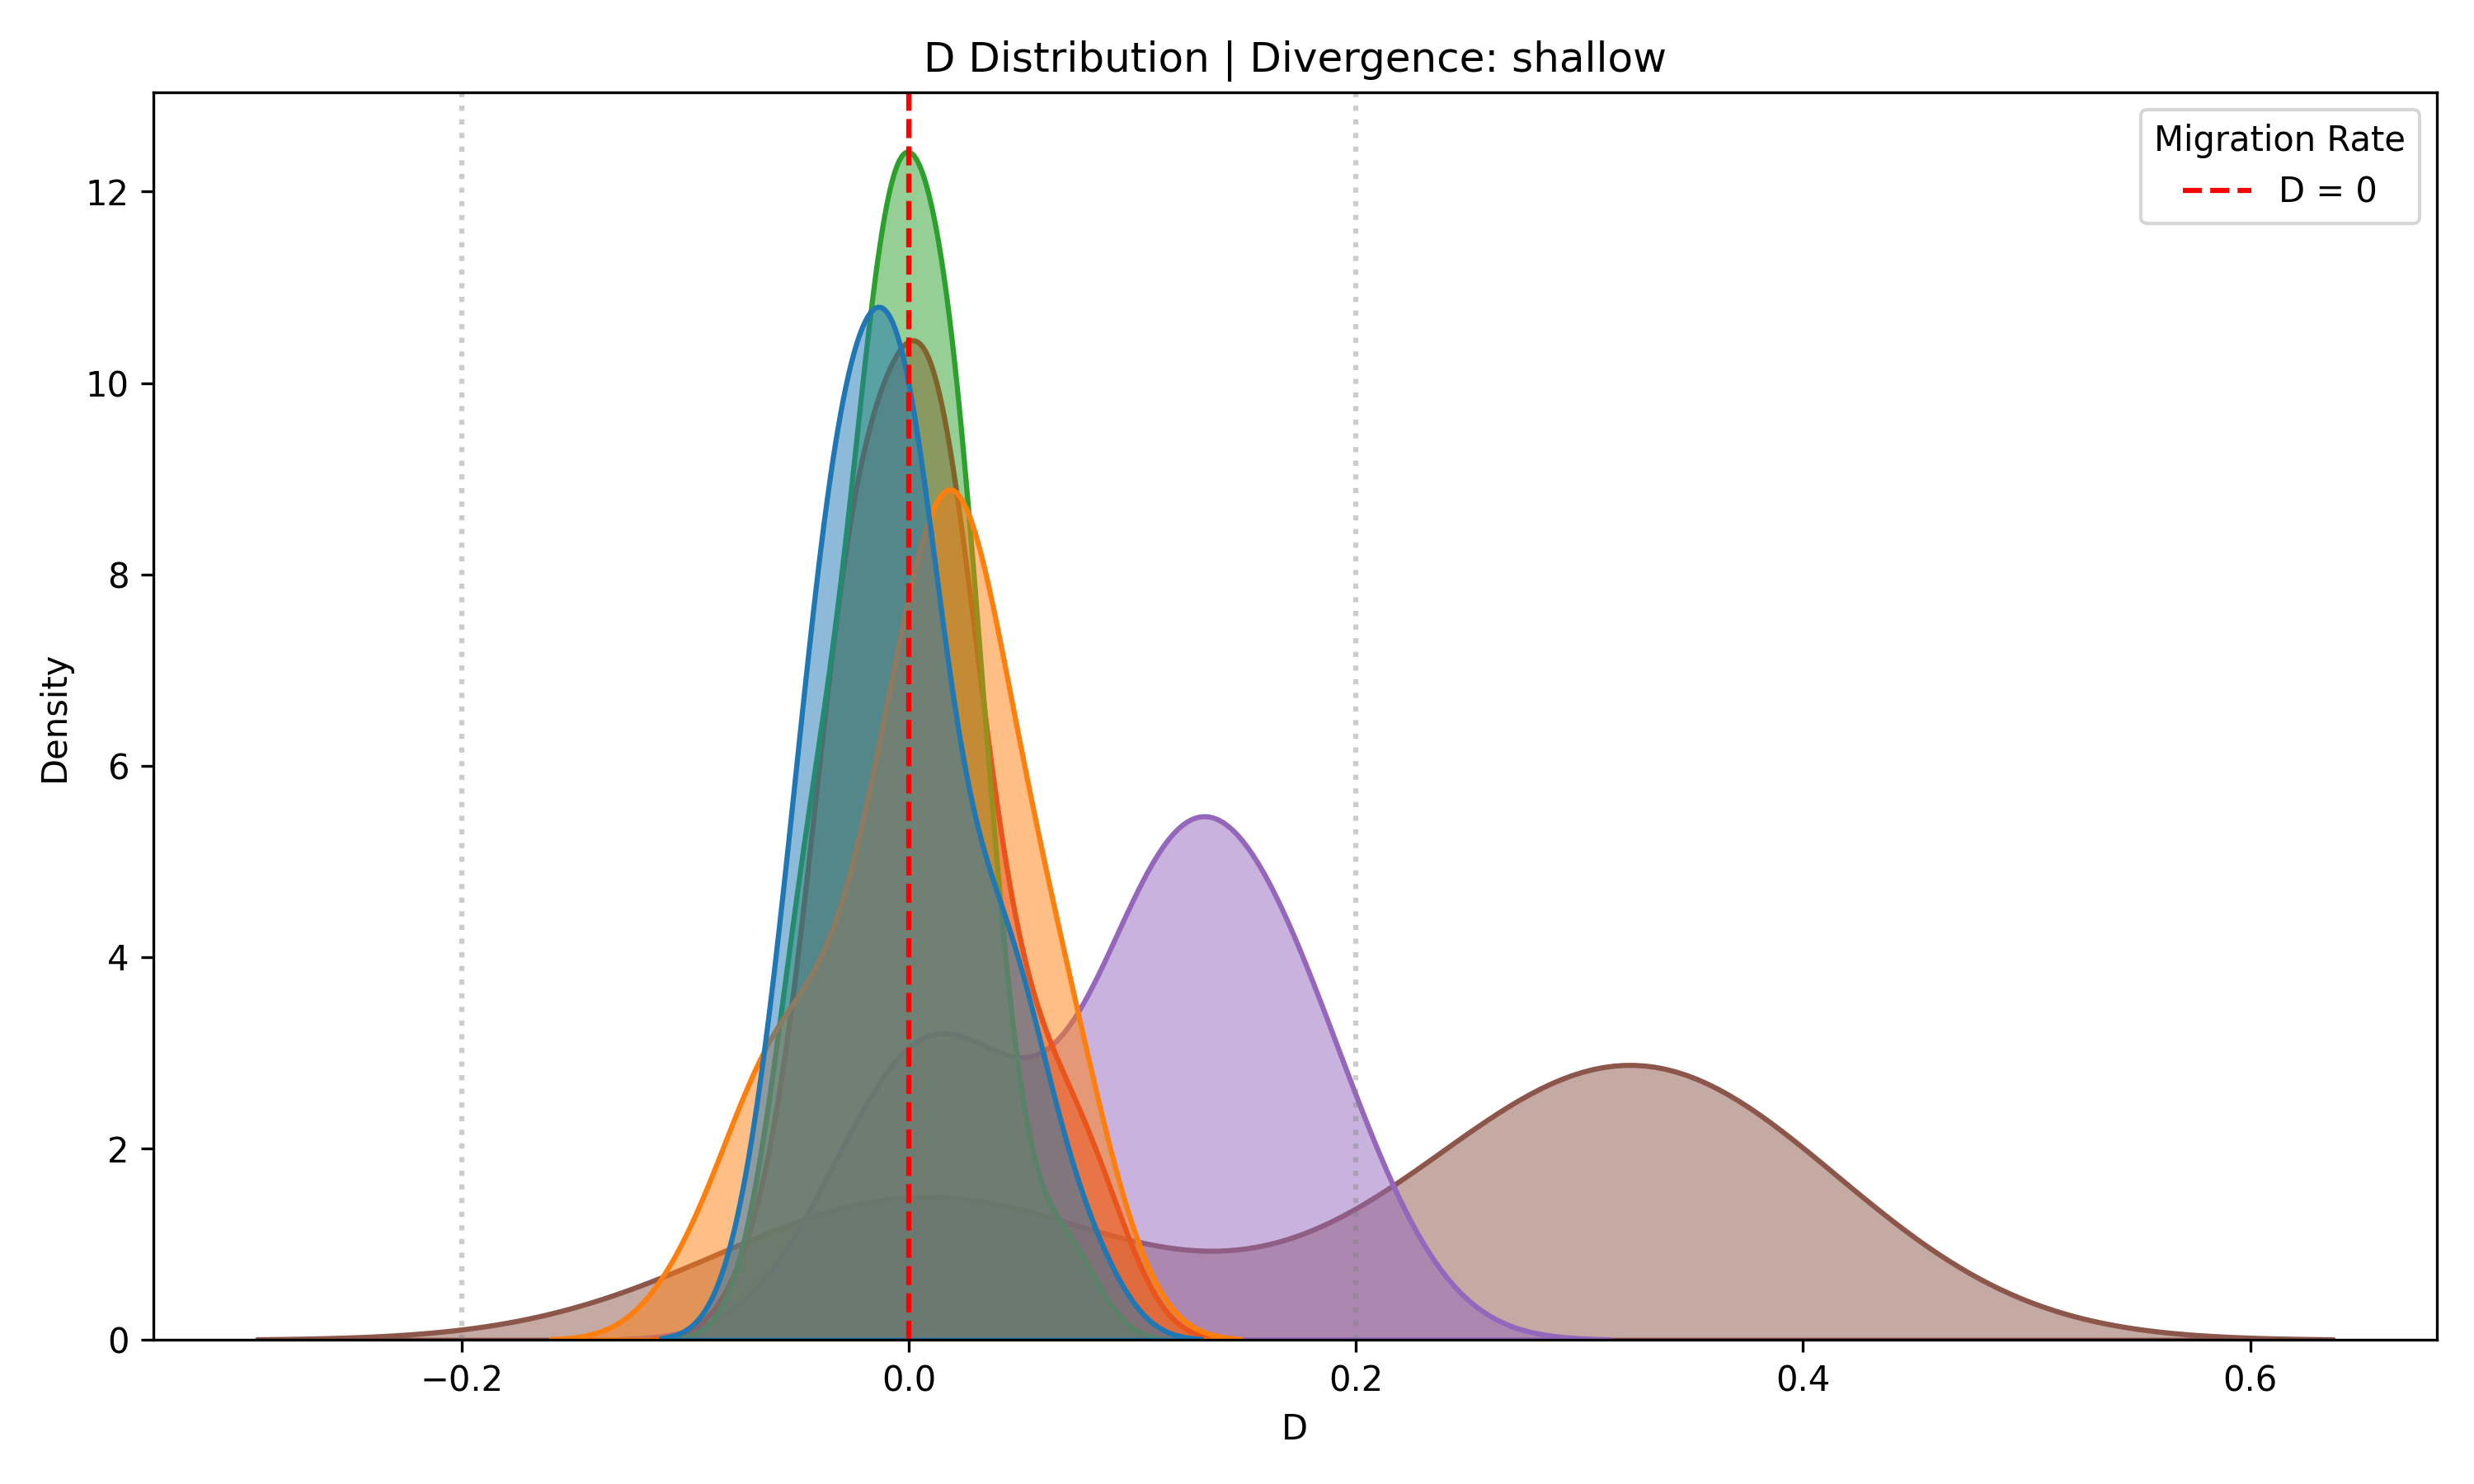 D Distribution | Divergence: shallow
Migration Rate
D = 0
Density
12
10
8
6
4
2
0
−0.2
0.0
0.2
0.4
0.6
D